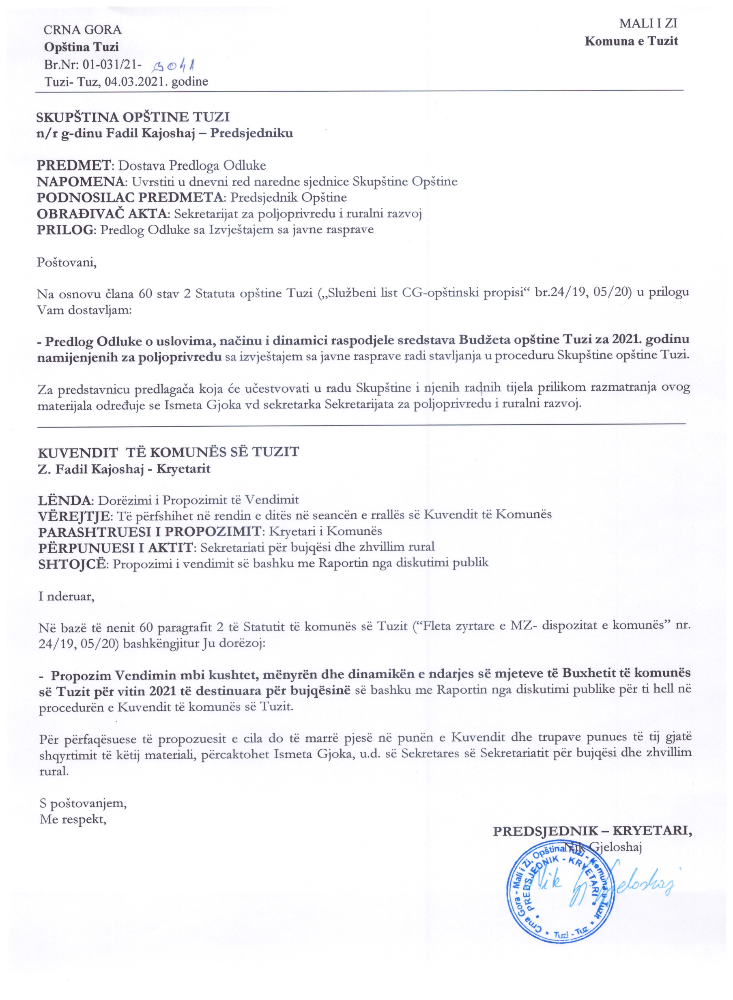 CRNA GORA
Opština Tuzi
Br.Nr: 01-031/21- 3041
Tuzi- Tuz, 04.03.2021. godine
MALI I ZI
Komuna e Tuzit
SKUPŠTINA OPŠTINE TUZI
n/r g-dinu Fadil Kajoshaj – Predsjedniku
PREDMET: Dostava Predloga Odluke
NAPOMENA: Uvrstiti u dnevni red naredne sjednice Skupštine Opštine
PODNOSILAC PREDMETA: Predsjednik Opštine
OBRAĐIVAČ AKTA: Sekretarijat za poljoprivredu i ruralni razvoj
PRILOG: Predlog Odluke sa Izvještajem sa javne rasprave
Poštovani,
Na osnovu člana 60 stav 2 Statuta opštine Tuzi („Službeni list CG-opštinski propisi“ br.24/19, 05/20) u prilogu
Vam dostavljam:
- Predlog Odluke o uslovima, načinu i dinamici raspodjele sredstava Budžeta opštine Tuzi za 2021. godinu
namijenjenih za poljoprivredu sa izvještajem sa javne rasprave radi stavljanja u proceduru Skupštine opštine Tuzi.
Za predstavnicu predlagača koja će učestvovati u radu Skupštine i njenih radnih tijela prilikom razmatranja ovog
materijala određuje se Ismeta Gjoka vd sekretarka Sekretarijata za poljoprivredu i ruralni razvoj.
KUVENDIT TË KOMUNËS SË TUZIT
Z. Fadil Kajoshaj - Kryetarit
LËNDA: Dorëzimi i Propozimit të Vendimit
VËREJTJE: Të përfshihet në rendin e ditës në seancën e rrallës së Kuvendit të Komunës
PARASHTRUESI I PROPOZIMIT: Kryetari i Komunës
PËRPUNUESI I AKTIT: Sekretariati për bujqësi dhe zhvillim rural
SHTOJCË: Propozimi i vendimit së bashku me Raportin nga diskutimi publik
I nderuar,
Në bazë të nenit 60 paragrafit 2 të Statutit të komunës së Tuzit (“Fleta zyrtare e MZ- dispozitat e komunës” nr.
24/19, 05/20) bashkëngjitur Ju dorëzoj:
- Propozim Vendimin mbi kushtet, mënyrën dhe dinamikën e ndarjes së mjeteve të Buxhetit të komunës
së Tuzit për vitin 2021 të destinuara për bujqësinë së bashku me Raportin nga diskutimi publike për ti hell në
procedurën e Kuvendit të komunës së Tuzit.
Për përfaqësuese të propozuesit e cila do të marrë pjesë në punën e Kuvendit dhe trupave punues të tij gjatë
shqyrtimit të këtij materiali, përcaktohet Ismeta Gjoka, u.d. së Sekretares së Sekretariatit për bujqësi dhe zhvillim
rural.
S poštovanjem,
Me respekt,
PREDSJEDNIK – KRYETARI,
Nik Gjeloshaj
Crna Gora - Mali i Zi, Opština Tuzi - Komuna e Tuzit
PREDSJEDNIK - KRYETARI
Tuzi - Tuz
Nik Gjeloshaj